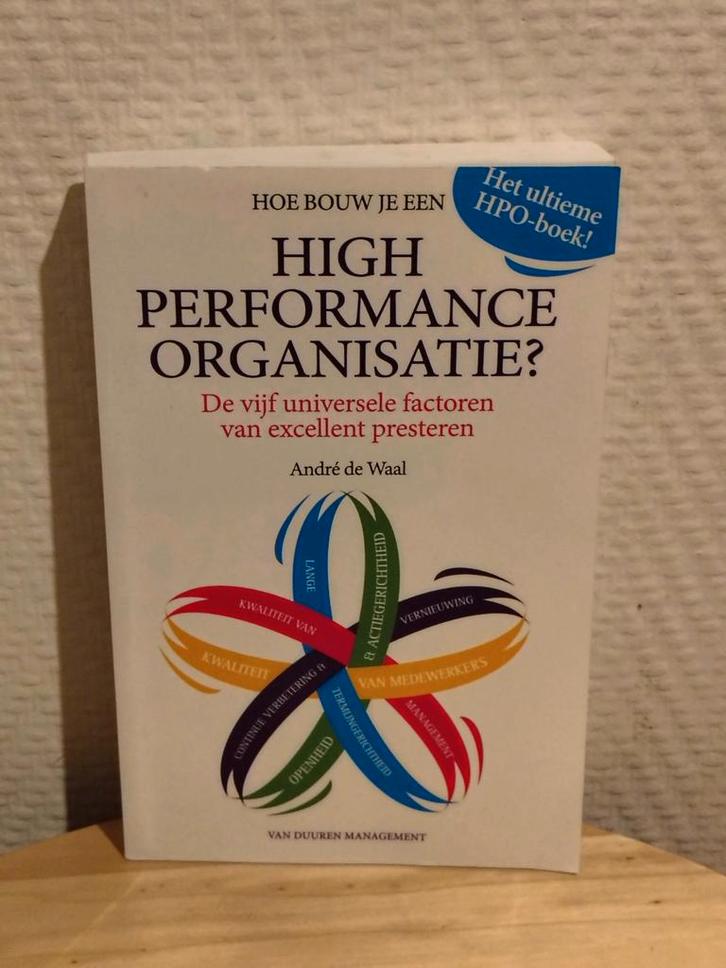 HOE BOUW JE EEN
Het ultieme
HPO-boek!
HIGH
PERFORMANCE
ORGANISATIE?
De vijf universele factoren
van excellent presteren
André de Waal
LANGE
TERMIJNGERICHTHEID
OPENHEID
& ACTIEGERICHTHEID
KWALITEIT VAN
MANAGEMENT
CONTINUE VERBETERING &
VERNIEUWING
KWALITEIT
VAN MEDEWERKERS
VAN DUUREN MANAGEMENT